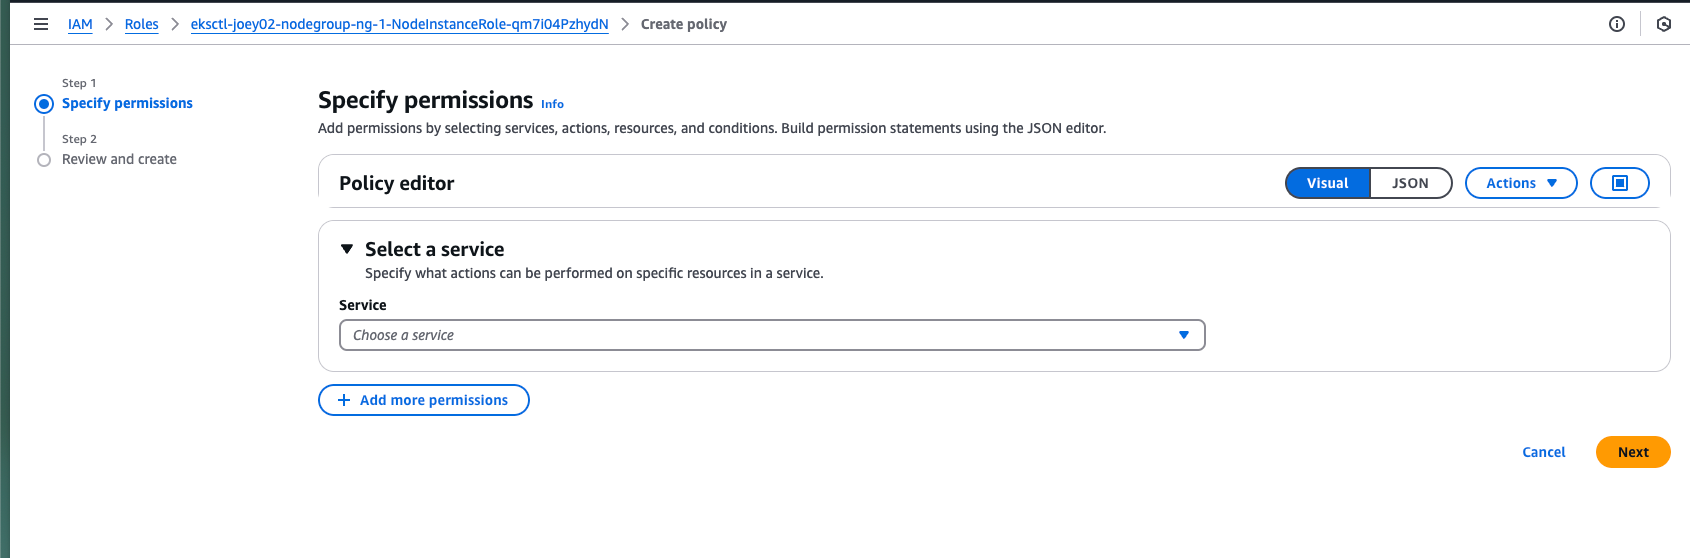 IAM > Roles > eksctl-joey02-nodegroup-ng-1-NodeInstanceRole-qm7i04PzhydN > Create policy
Step 1
Specify permissions
Step 2
Review and create
Specify permissions Info
Add permissions by selecting services, actions, resources, and conditions. Build permission statements using the JSON editor.
Policy editor
Visual JSON Actions
Select a service
Specify what actions can be performed on specific resources in a service.
Service
Choose a service
+ Add more permissions
Cancel Next